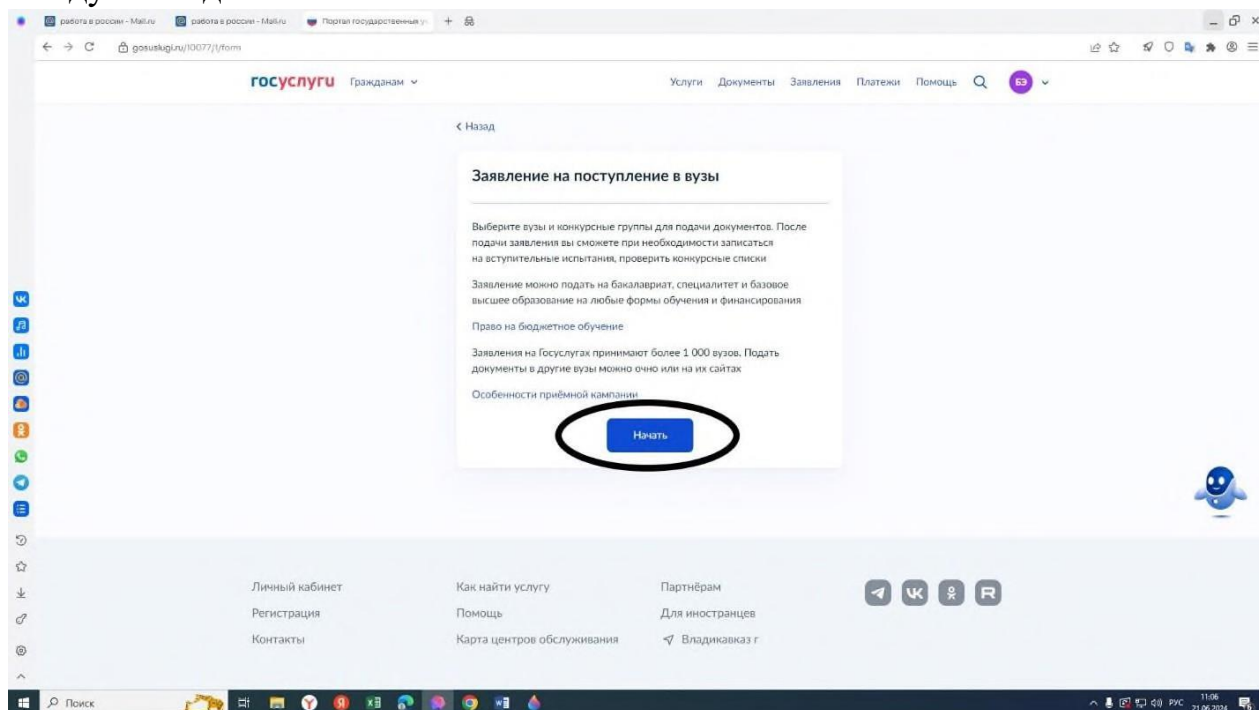 работа в россии - Mail.ru
работа в россии - Mail.ru
Портал государственных у
gosuslugi.ru/10077/1/form
госуслуги Гражданам
Услуги Документы Заявления Платежи Помощь
БЭ
Назад
Заявление на поступление в вузы
Выберите вузы и конкурсные группы для подачи документов. После
подачи заявления вы сможете при необходимости записаться
на вступительные испытания, проверить конкурсные списки
Заявление можно подать на бакалавриат, специалитет и базовое
высшее образование на любые формы обучения и финансирования
Право на бюджетное обучение
Заявления на Госуслугах принимают более 1 000 вузов. Подать
документы в другие вузы можно очно или на их сайтах
Особенности приёмной кампании
Начать
Личный кабинет
Регистрация
Контакты
Как найти услугу
Помощь
Карта центров обслуживания
Партнёрам
Для иностранцев
Владикавказ г
Поиск
РУС
11:06
21.06.2024